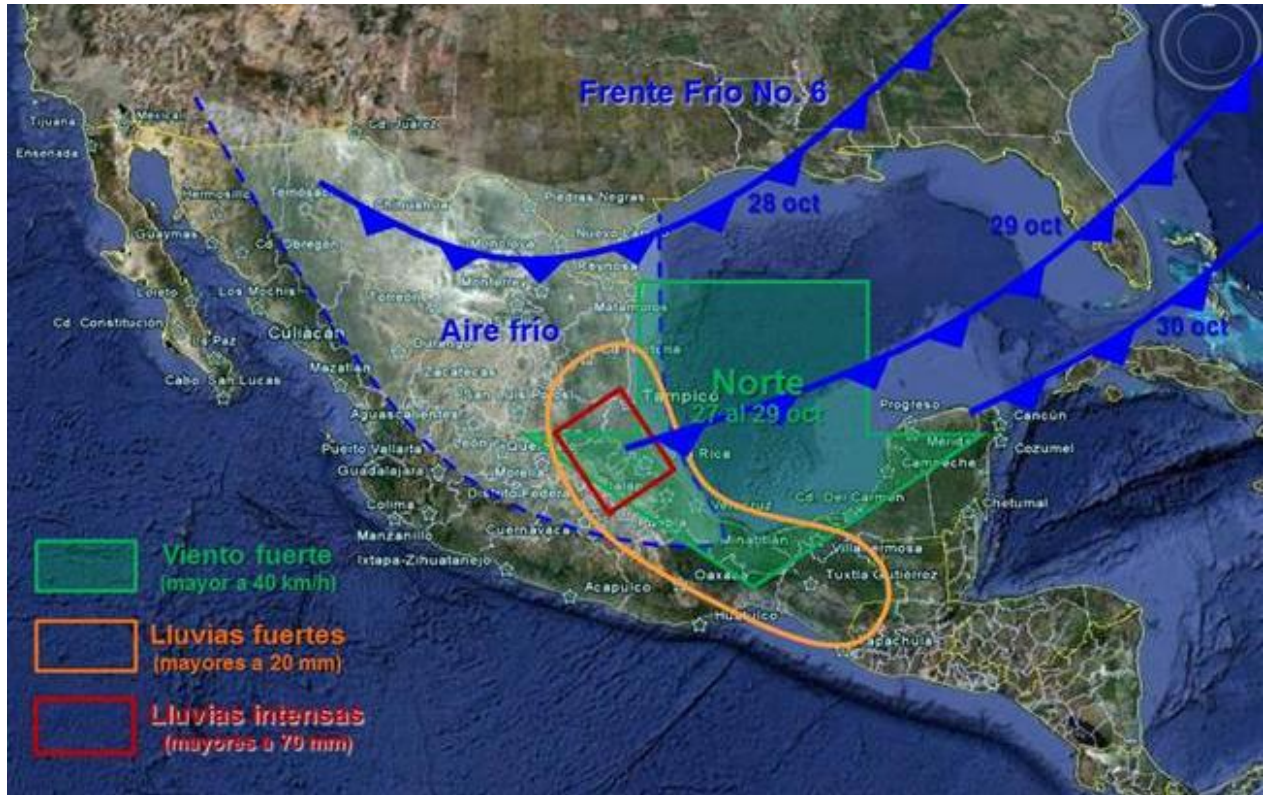 Frente Frío No. 6
Tijuana
Mexical
Ensenada
Cd. Juárez
28 oct
Hermosillo
Chihuahua
Piedras Negras
29 oct
Guaymas
Cd. Obregón
Monclova
Nuevo Laredo
Reynosa
Loreto
Los Mochis
Monterrey
Torreón
Matamoros
30 oct
Cd. Constitución
Culiacán
Aire frío
La Paz
Durango
Cd. Victoria
Cabo San Lucas
Mazatlán
Zacatecas
Norte
27 al 29 oct
San Luis Potosí
Tampico
Aguascalientes
Progreso
Cancún
Puerto Vallarta
León
Mérida
Cozumel
Guadalajara
Morelia
Rica
Campeche
Distrito Federal
Colima
Cd. Del Carmen
Chetumal
Veracruz
Manzanillo
Cuernavaca
Puebla
Minatitlán
Viento fuerte
(mayor a 40 km/h)
Ixtapa-Zihuatanejo
Villahermosa
Acapulco
Oaxaca
Tuxtla Gutiérrez
Huatulco
Tapachula
Lluvias fuertes
(mayores a 20 mm)
Lluvias intensas
(mayores a 70 mm)